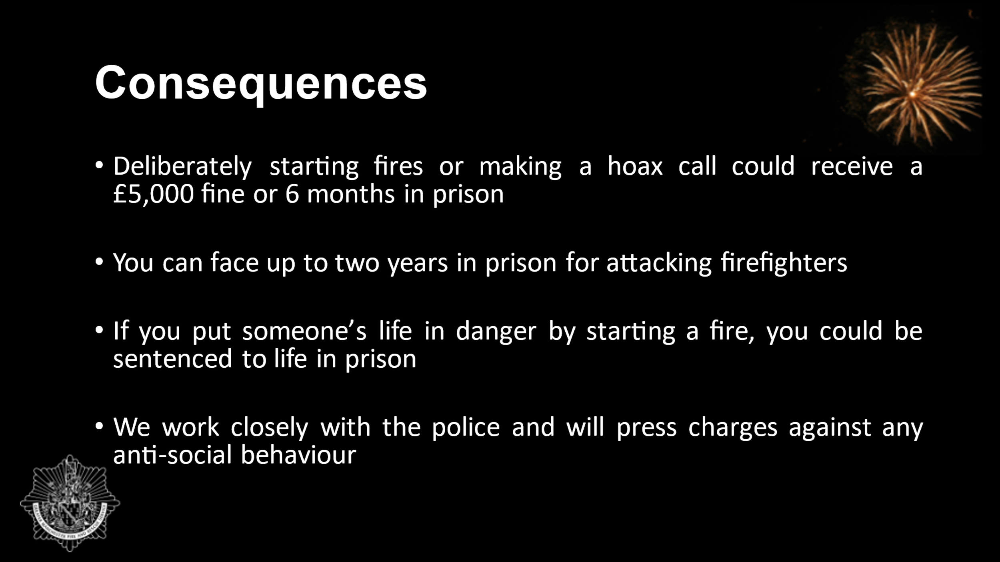 Consequences
• Deliberately starting fires or making a hoax call could receive a
£5,000 fine or 6 months in prison
• You can face up to two years in prison for attacking firefighters
• If you put someone’s life in danger by starting a fire, you could be
sentenced to life in prison
• We work closely with the police and will press charges against any
anti-social behaviour
GREATER MANCHESTER FIRE AND RESCUE SERVICE